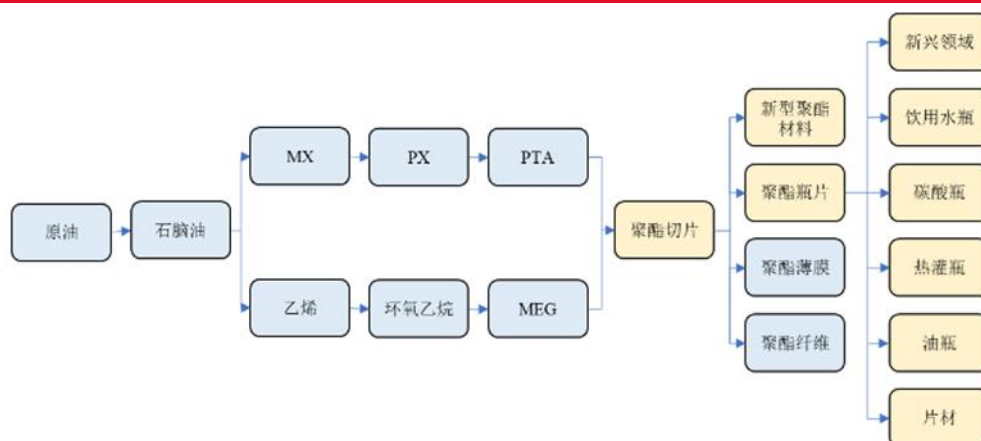 原油
石脑油
MX
PX
PTA
乙烯
环氧乙烷
MEG
聚酯切片
新型聚酯
材料
聚酯瓶片
聚酯薄膜
聚酯纤维
新兴领域
饮用水瓶
碳酸瓶
热灌瓶
油瓶
片材